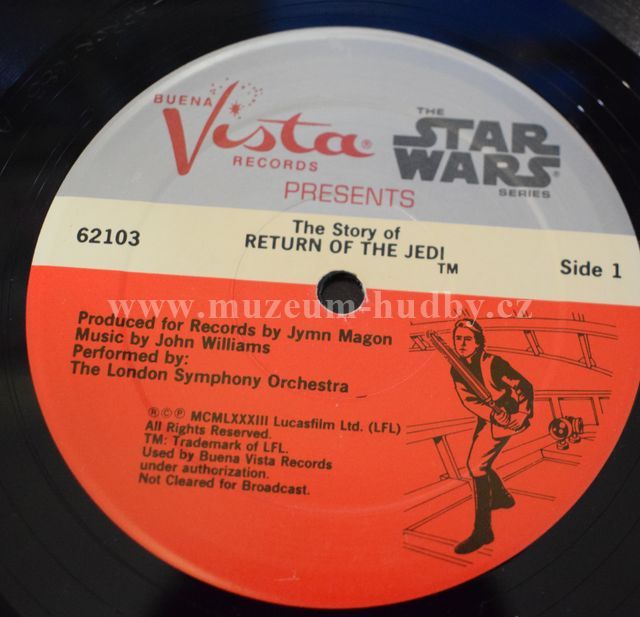 BUENA
Vista®
RECORDS
THE
STAR
WARS®
SERIES
PRESENTS
The Story of
RETURN OF THE JEDI
TM
62103
Side 1
www.muzeum-hudby.cz
Produced for Records by Jymn Magon
Music by John Williams
Performed by:
The London Symphony Orchestra
®©℗ MCMLXXXIII Lucasfilm Ltd. (LFL)
All Rights Reserved.
TM: Trademark of LFL.
Used by Buena Vista Records
under authorization.
Not Cleared for Broadcast.